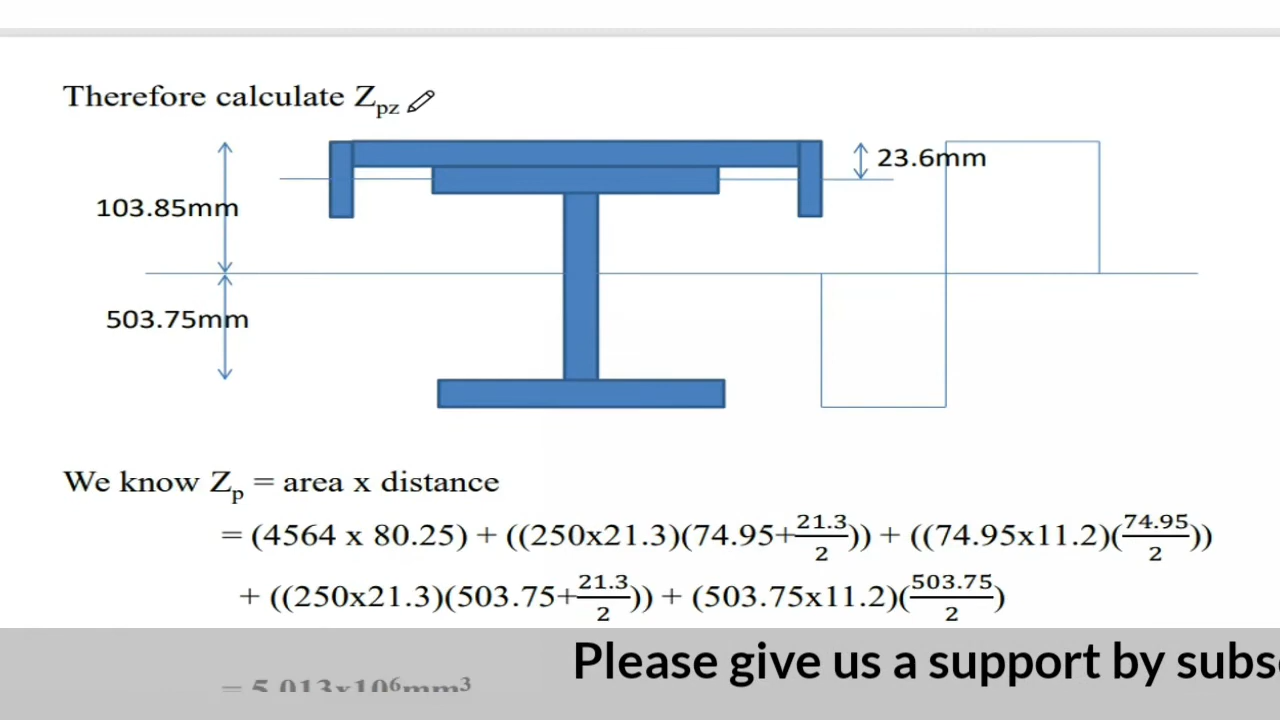 Therefore calculate Zpz
23.6mm
103.85mm
503.75mm
We know Zp = area x distance
= (4564 x 80.25) + ((250x21.3)(74.95+21.3/2)) + ((74.95x11.2)(74.95/2))
+ ((250x21.3)(503.75+21.3/2)) + (503.75x11.2)(503.75/2)
Please give us a support by subs
= 5.013x10⁶mm³